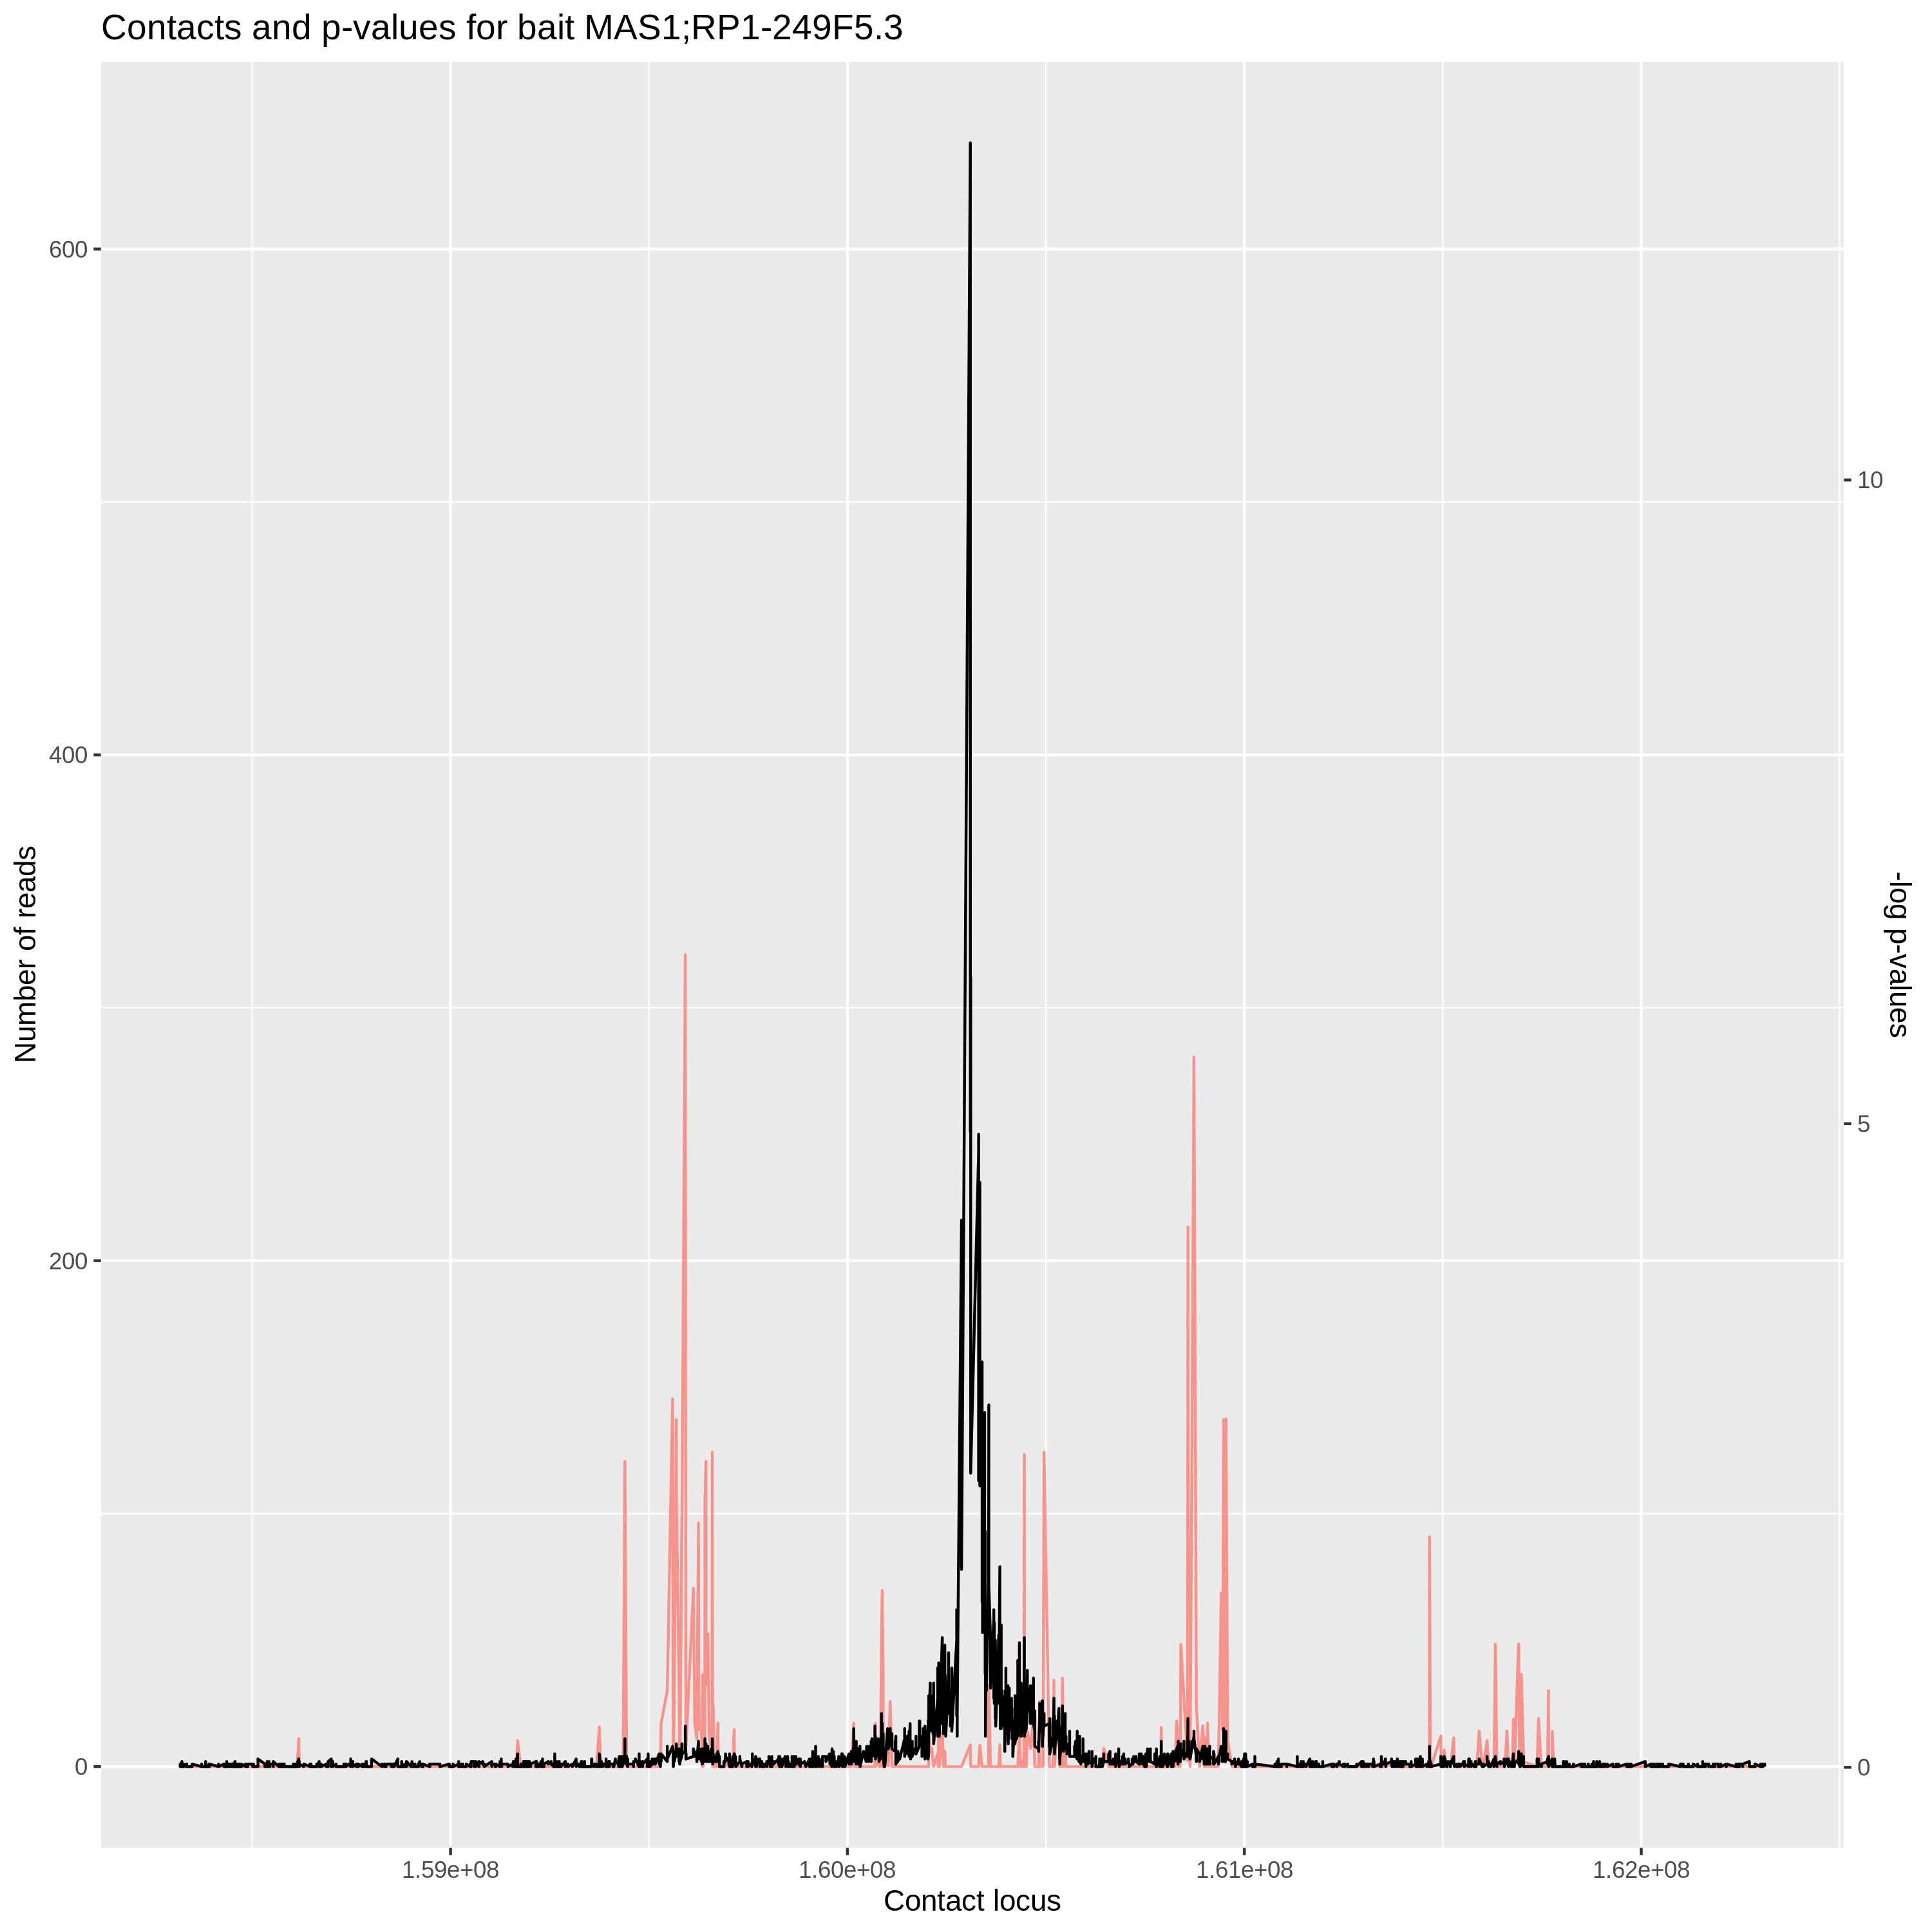 Contacts and p-values for bait MAS1;RP1-249F5.3
600
400
200
0
Number of reads
10
5
0
-log p-values
1.59e+08
1.60e+08
1.61e+08
1.62e+08
Contact locus